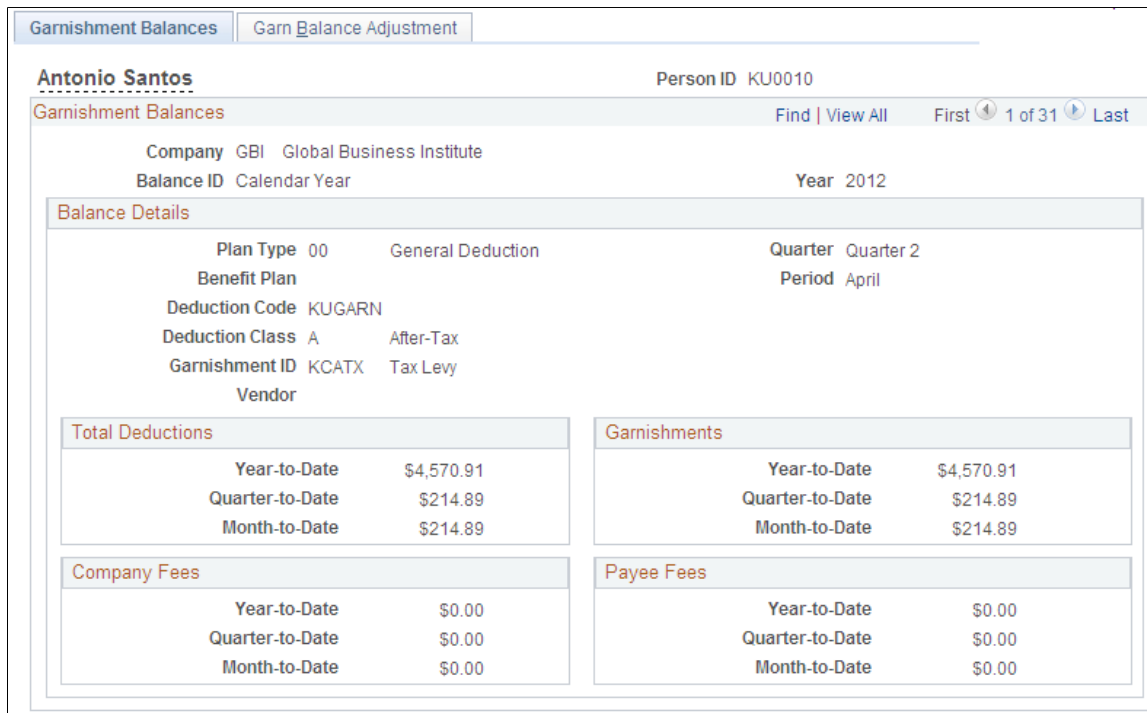 Garnishment Balances Garn Balance Adjustment
Antonio Santos Person ID KU0010
Garnishment Balances Find | View All First 1 of 31 Last
Company GBI Global Business Institute
Balance ID Calendar Year Year 2012
Balance Details
Plan Type 00 General Deduction Quarter Quarter 2
Benefit Plan Period April
Deduction Code KUGARN
Deduction Class A After-Tax
Garnishment ID KCATX Tax Levy
Vendor
Total Deductions Garnishments
Year-to-Date $4,570.91 Year-to-Date $4,570.91
Quarter-to-Date $214.89 Quarter-to-Date $214.89
Month-to-Date $214.89 Month-to-Date $214.89
Company Fees Payee Fees
Year-to-Date $0.00 Year-to-Date $0.00
Quarter-to-Date $0.00 Quarter-to-Date $0.00
Month-to-Date $0.00 Month-to-Date $0.00